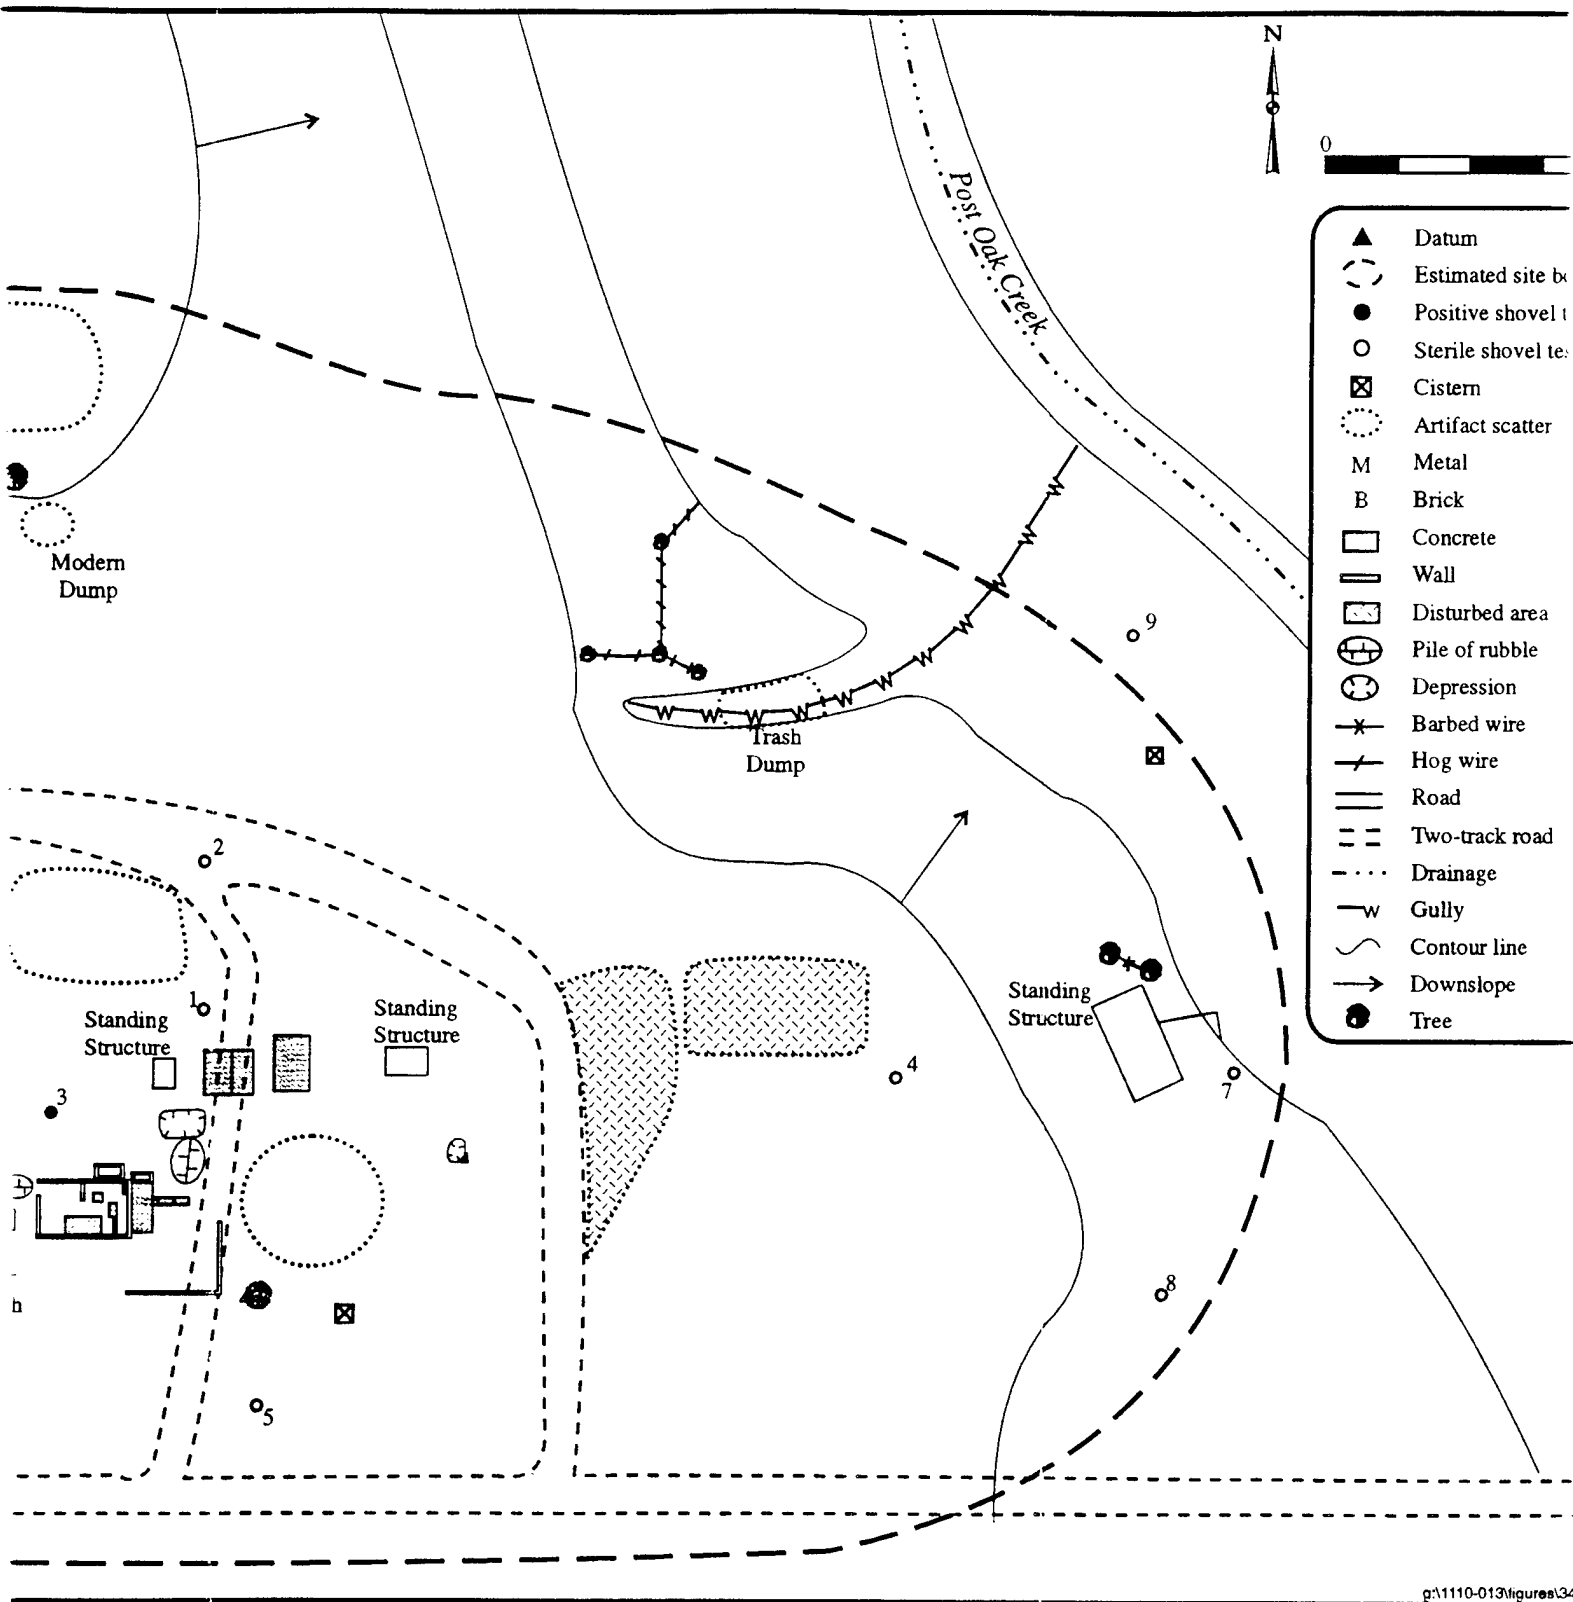 N
0
Post Oak Creek
Datum
Estimated site
Positive shovel
Sterile shovel
Cistern
Artifact scatter
M Metal
B Brick
Concrete
Wall
Disturbed area
Pile of rubble
Depression
Barbed wire
Hog wire
Road
Two-track road
Drainage
Gully
Contour line
Downslope
Tree
Modern
Dump
9
Trash
Dump
2
1
Standing
Structure
Standing
Structure
Standing
Structure
3
4
7
8
5
h
g:\1110-013\figures\34